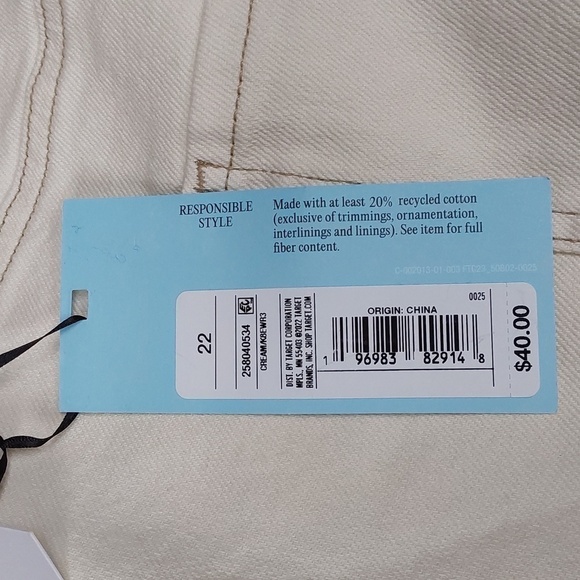 RESPONSIBLE
STYLE
Made with at least 20% recycled cotton
(exclusive of trimmings, ornamentation,
interlinings and linings). See item for full
fiber content.
22
258040534
CREAM/KBEWR3
DIST. BY TARGET CORPORATION
MPLS., MN 55403 ©2022 TARGET
BRANDS, INC. SHOP TARGET.COM
0025
ORIGIN: CHINA
1 96983 82914 8
$40.00